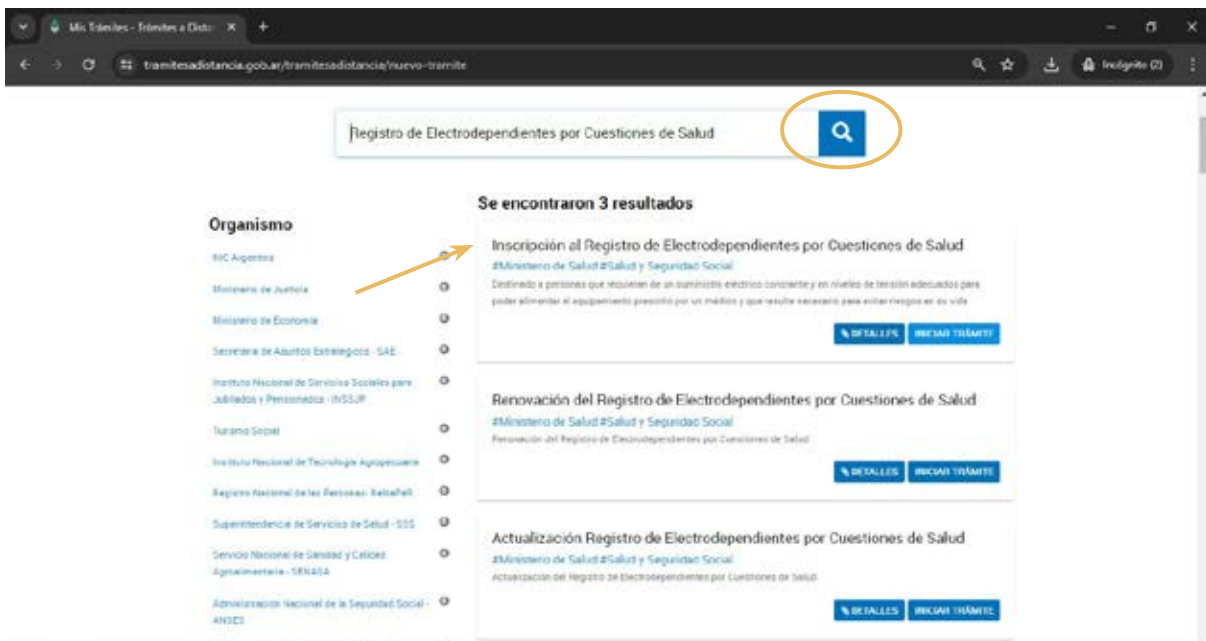 Mis Trámites - Trámites a Dista
tramitesadistancia.gob.ar/tramitesadistancia/nuevo-tramite
Incógnito (2)
Registro de Electrodependientes por Cuestiones de Salud
Se encontraron 3 resultados
Organismo
NIC Argentina
Ministerio de Justicia
Ministerio de Economía
Secretaría de Asuntos Estratégicos - SAE -
Instituto Nacional de Servicios Sociales para
Jubilados y Pensionados - INSSJP
Turismo Social
Instituto Nacional de Tecnología Agropecuaria
Registro Nacional de las Personas
Superintendencia de Servicios de Salud - SSS
Servicio Nacional de Sanidad y Calidad
Agroalimentaria - SENASA
Administración Nacional de la Seguridad Social -
ANSES
Inscripción al Registro de Electrodependientes por Cuestiones de Salud
#Ministerio de Salud #Salud y Seguridad Social
Destinado a personas que requieran de un suministro eléctrico constante y en niveles de tensión adecuados para
poder alimentar el equipamiento prescrito por un médico y que resulte necesario para evitar riesgos en su vida
DETALLES INICIAR TRÁMITE
Renovación del Registro de Electrodependientes por Cuestiones de Salud
#Ministerio de Salud #Salud y Seguridad Social
Renovación del Registro de Electrodependientes por Cuestiones de Salud
DETALLES INICIAR TRÁMITE
Actualización Registro de Electrodependientes por Cuestiones de Salud
#Ministerio de Salud #Salud y Seguridad Social
Actualización del Registro de Electrodependientes por Cuestiones de Salud
DETALLES INICIAR TRÁMITE